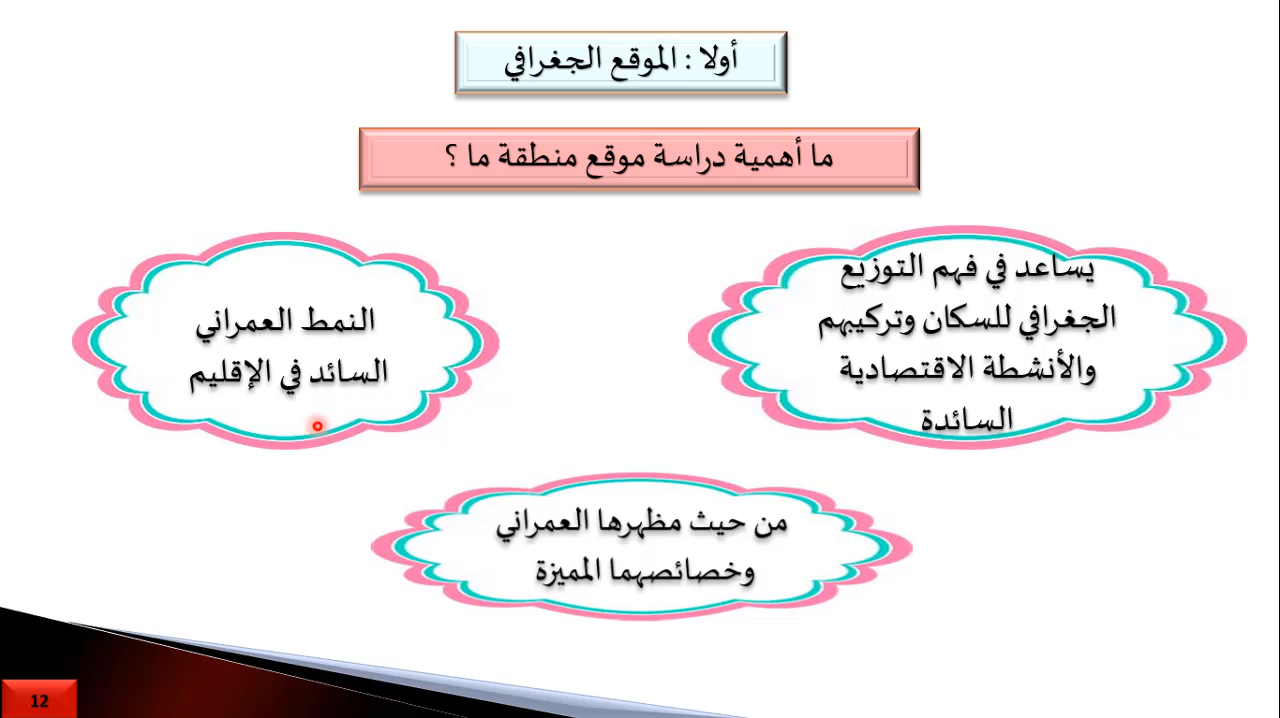 أولا : الموقع الجغرافي
ما أهمية دراسة موقع منطقة ما ؟
يساعد في فهم التوزيع
الجغرافي للسكان وتركيبهم
والأنشطة الاقتصادية
السائدة
النمط العمراني
السائد في الإقليم
من حيث مظهرها العمراني
وخصائصهما المميزة
12